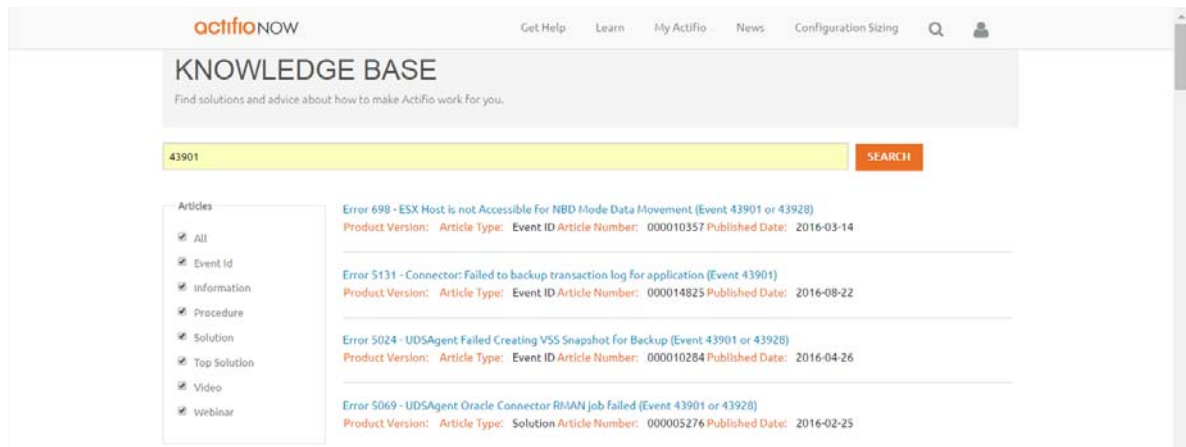 actifioNOW
Get Help Learn My Actifio News Configuration Sizing
KNOWLEDGE BASE
Find solutions and advice about how to make Actifio work for you.
43901
SEARCH
Articles
All
Event Id
Information
Procedure
Solution
Top Solution
Video
Webinar
Error 698 - ESX Host is not Accessible for NBD Mode Data Movement (Event 43901 or 43928)
Product Version: Article Type: Event ID Article Number: 000010357 Published Date: 2016-03-14
Error 5131 - Connector: Failed to backup transaction log for application (Event 43901)
Product Version: Article Type: Event ID Article Number: 000014825 Published Date: 2016-08-22
Error 5024 - UDSAgent Failed Creating VSS Snapshot for Backup (Event 43901 or 43928)
Product Version: Article Type: Event ID Article Number: 000010284 Published Date: 2016-04-26
Error 5069 - UDSAgent Oracle Connector RMAN job failed (Event 43901 or 43928)
Product Version: Article Type: Solution Article Number: 000005276 Published Date: 2016-02-25